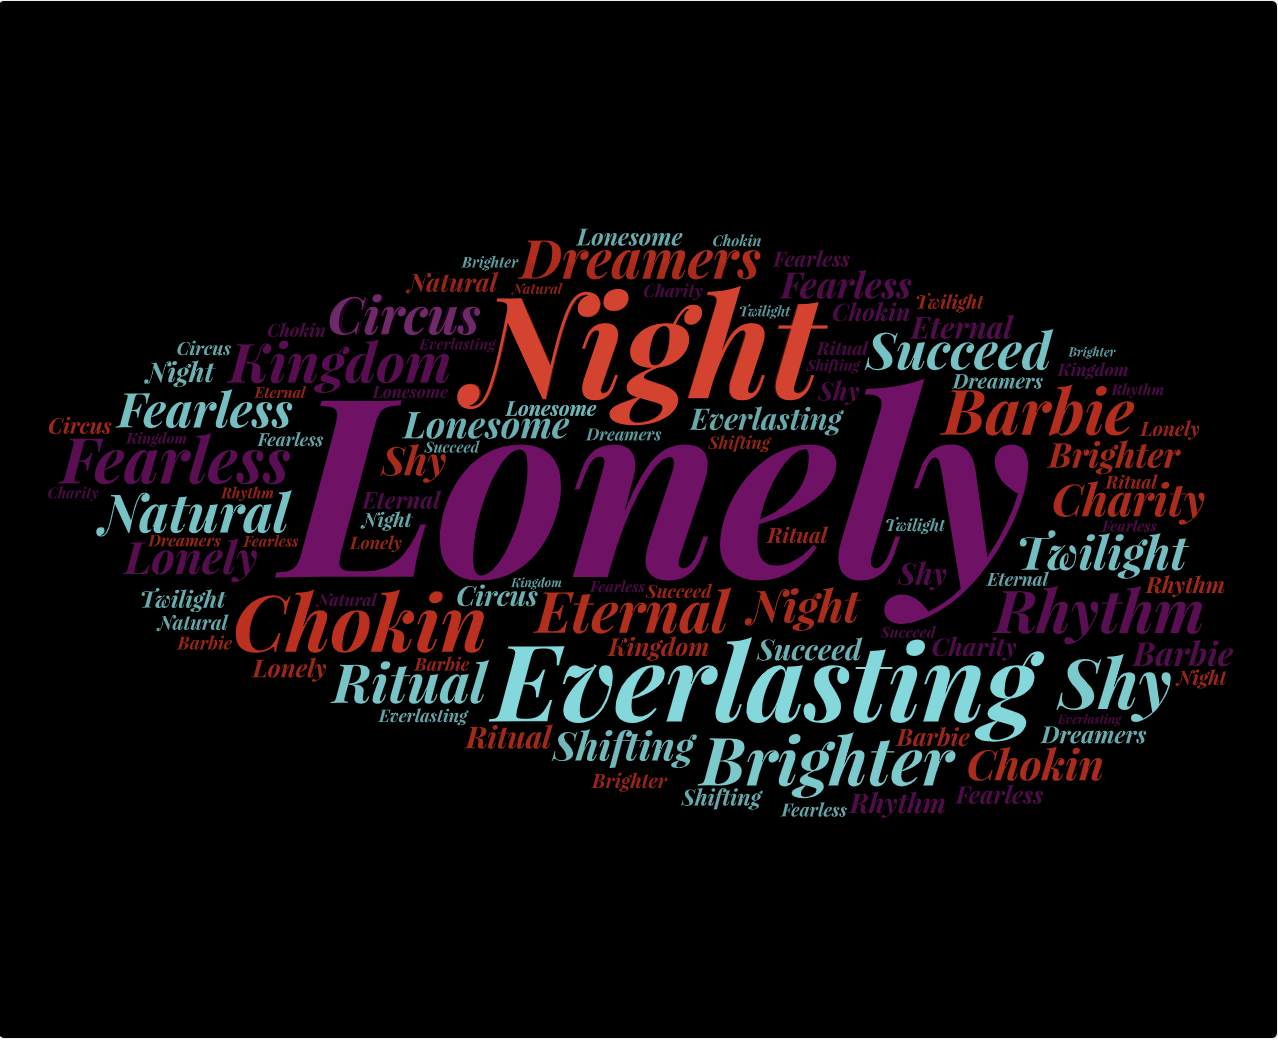 Lonesome Chokin
Brighter Dreamers Fearless
Natural Natural Charity Fearless Twilight
Circus Night Twilight Chokin Eternal
Chokin Everlasting Ritual Succeed Brighter
Circus Kingdom Shifting Kingdom
Night Eternal Lonesome Shy Dreamers Rhythm
Fearless Lonesome Everlasting Barbie
Circus Kingdom Fearless Lonesome Dreamers Shifting Lonely
Fearless Shy Succeed Lonely Brighter
Charity Rhythm Eternal Ritual Charity
Natural Night Twilight Fearless
Dreamers Fearless Lonely Ritual Twilight
Lonely Shy Eternal Rhythm
Twilight Natural Circus Kingdom Fearless Succeed Rhythm
Natural Chokin Eternal Night Succeed
Barbie Kingdom Succeed Charity Barbie
Lonely Barbie Ritual Everlasting Shy Night
Everlasting Everlasting
Ritual Shifting Barbie Dreamers
Brighter Brighter Chokin
Shifting Fearless Rhythm Fearless